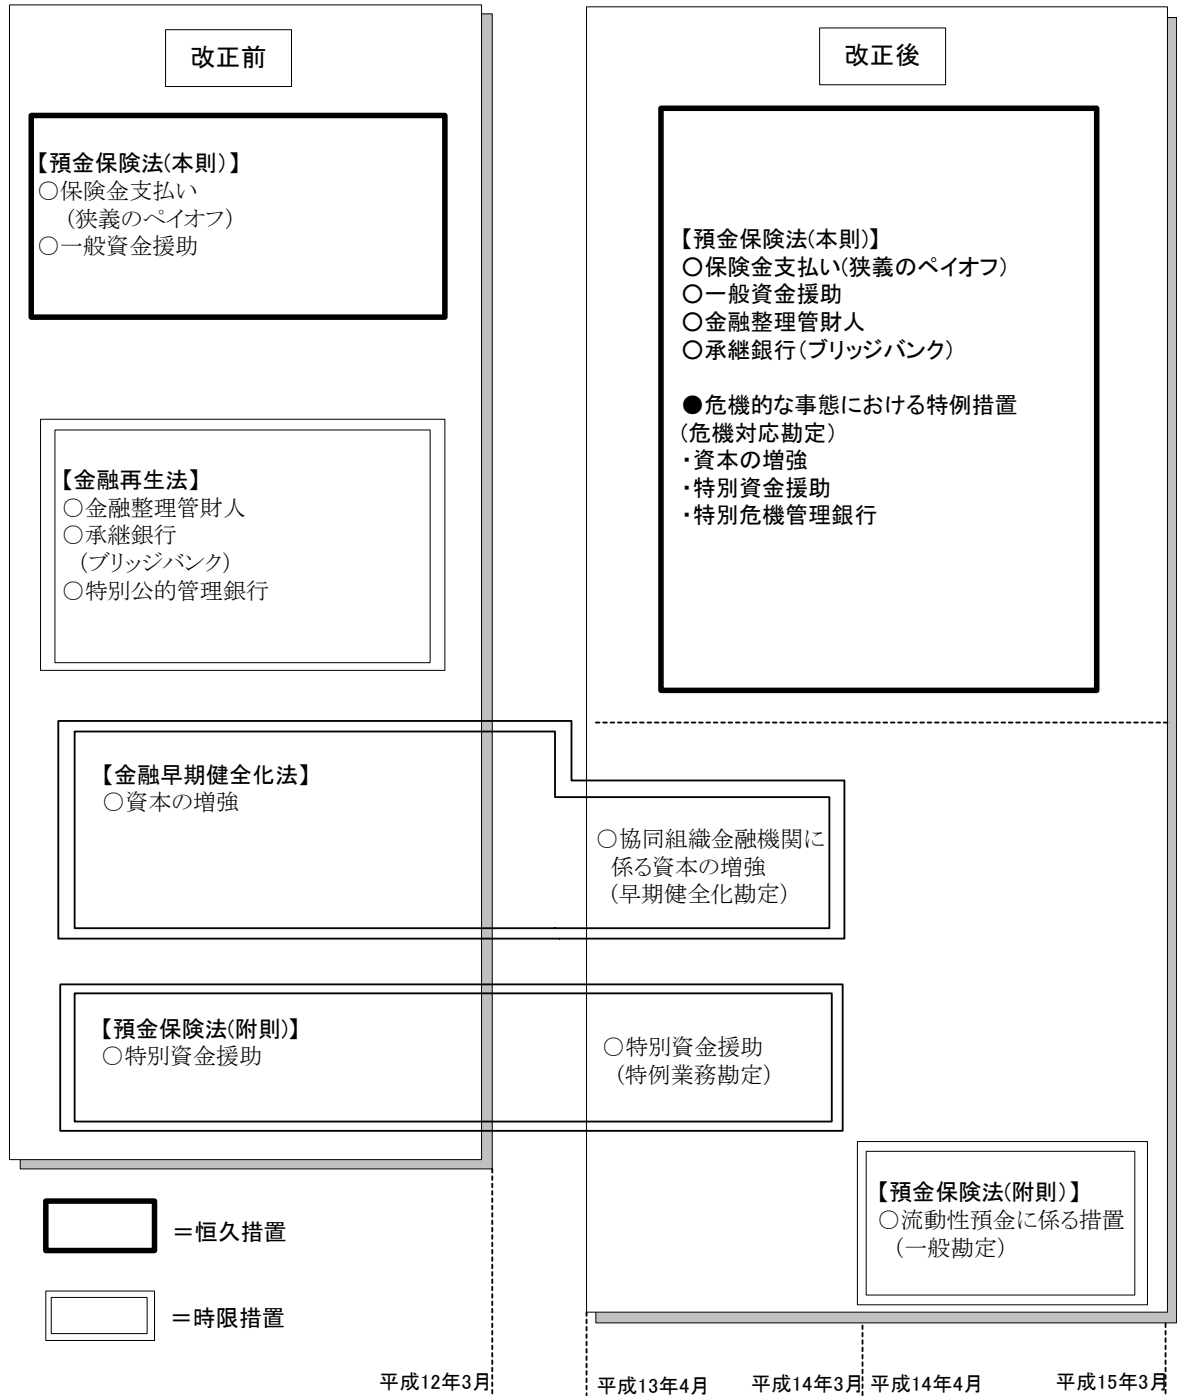 改正前
【預金保険法(本則)】
○保険金支払い
(狭義のペイオフ)
○一般資金援助
【金融再生法】
○金融整理管財人
○承継銀行
(ブリッジバンク)
○特別公的管理銀行
【金融早期健全化法】
○資本の増強
【預金保険法(附則)】
○特別資金援助
改正後
【預金保険法(本則)】
○保険金支払い(狭義のペイオフ)
○一般資金援助
○金融整理管財人
○承継銀行(ブリッジバンク)
●危機的な事態における特例措置
(危機対応勘定)
・資本の増強
・特別資金援助
・特別危機管理銀行
○協同組織金融機関に
係る資本の増強
(早期健全化勘定)
○特別資金援助
(特例業務勘定)
【預金保険法(附則)】
○流動性預金に係る措置
(一般勘定)
=恒久措置
=時限措置
平成12年3月
平成13年4月
平成14年3月
平成14年4月
平成15年3月